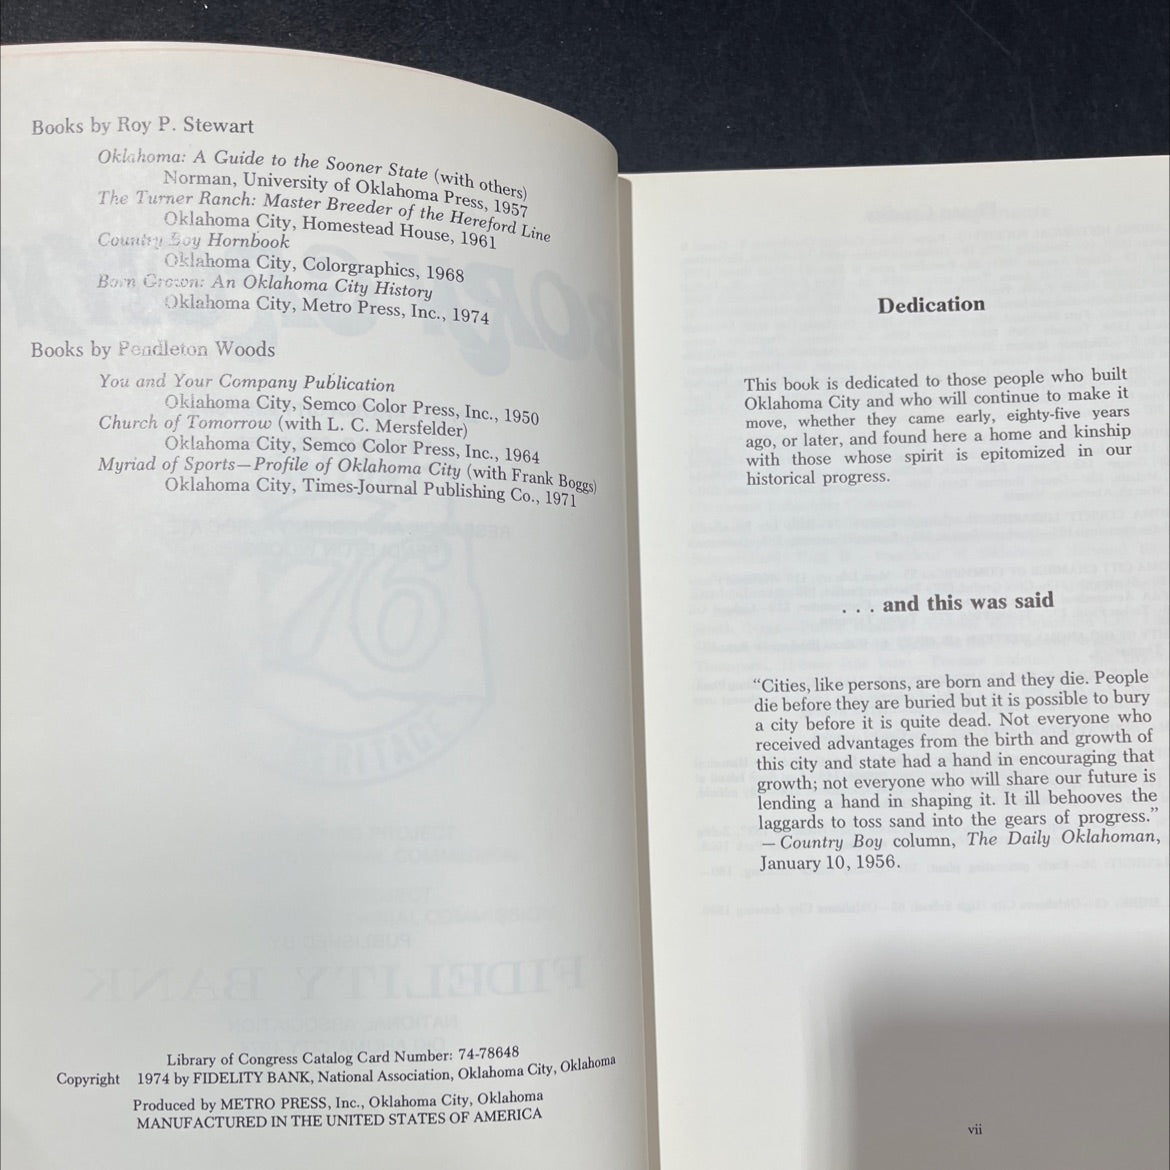 Books by Roy P. Stewart
Oklahoma: A Guide to the Sooner State (with others)
Norman, University of Oklahoma Press, 1957
The Turner Ranch: Master Breeder of the Hereford Line
Oklahoma City, Homestead House, 1961
Country Boy Hornbook
Oklahoma City, Colorgraphics, 1968
Born Grown: An Oklahoma City History
Oklahoma City, Metro Press, Inc., 1974
Books by Pendleton Woods
You and Your Company Publication
Oklahoma City, Semco Color Press, Inc., 1950
Church of Tomorrow (with L. C. Mersfelder)
Oklahoma City, Semco Color Press, Inc., 1964
Myriad of Sports—Profile of Oklahoma City (with Frank Boggs)
Oklahoma City, Times-Journal Publishing Co., 1971
Library of Congress Catalog Card Number: 74-78648
Copyright 1974 by FIDELITY BANK, National Association, Oklahoma City, Oklahoma
Produced by METRO PRESS, Inc., Oklahoma City, Oklahoma
MANUFACTURED IN THE UNITED STATES OF AMERICA
Dedication
This book is dedicated to those people who built
Oklahoma City and who will continue to make it
move, whether they came early, eighty-five years
ago, or later, and found here a home and kinship
with those whose spirit is epitomized in our
historical progress.
. . . and this was said
“Cities, like persons, are born and they die. People
die before they are buried but it is possible to bury
a city before it is quite dead. Not everyone who
received advantages from the birth and growth of
this city and state had a hand in encouraging that
growth; not everyone who will share our future is
lending a hand in shaping it. It ill behooves the
laggards to toss sand into the gears of progress.”
— Country Boy column, The Daily Oklahoman,
January 10, 1956.
vii